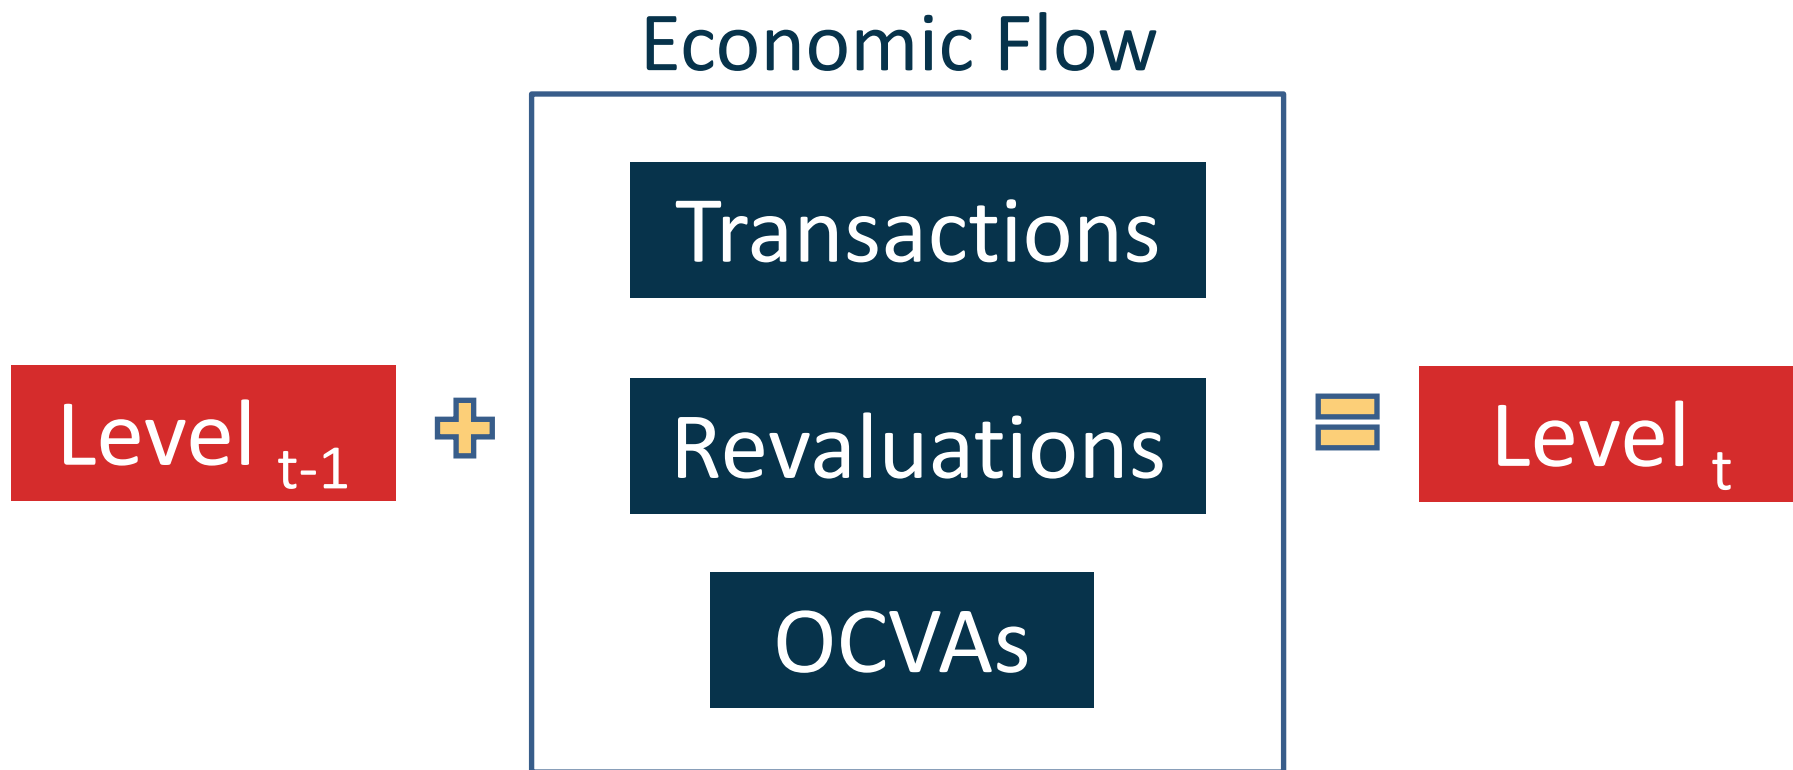 Economic Flow
Transactions
Level t-1
+
Revaluations
=
Level t
OCVAs